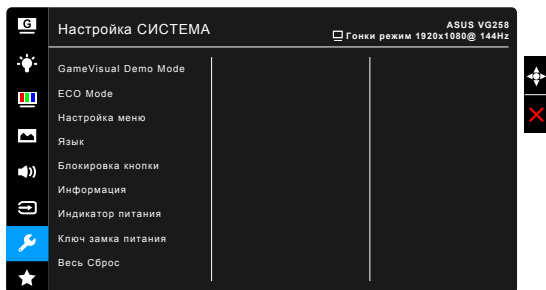 G
Настройка СИСТЕМА
ASUS VG258
Гонки режим 1920x1080@ 144Hz
GameVisual Demo Mode
ECO Mode
Настройка меню
Язык
Блокировка кнопки
Информация
Индикатор питания
Ключ замка питания
Весь Сброс